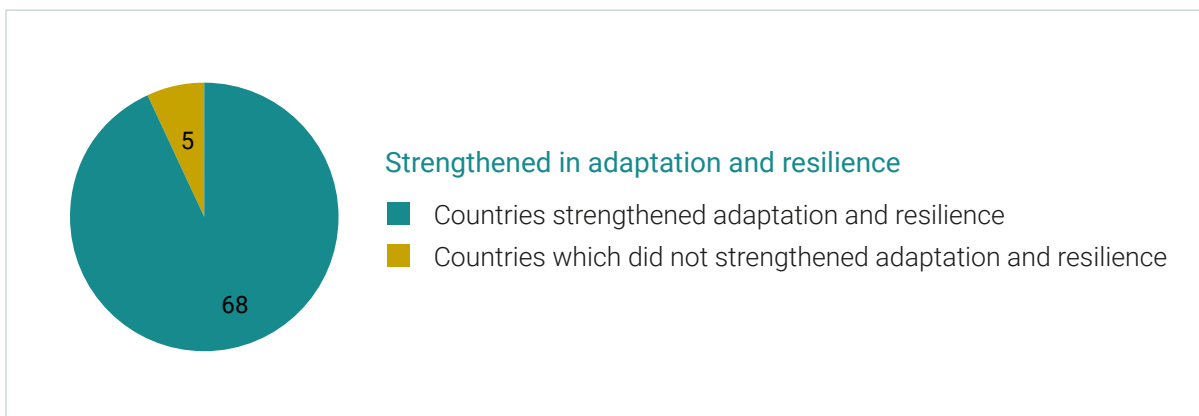 5
68
Strengthened in adaptation and resilience
Countries strengthened adaptation and resilience
Countries which did not strengthened adaptation and resilience